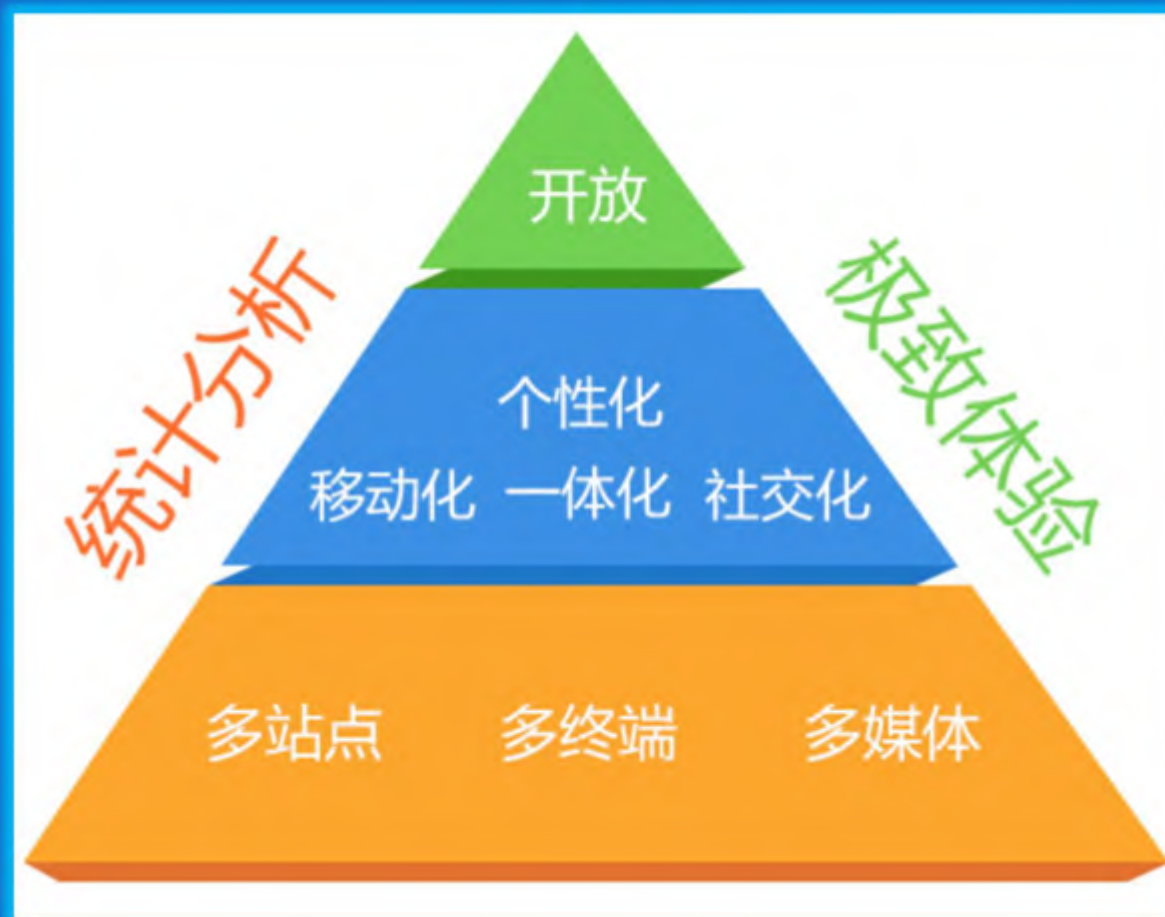 开放
统计分析
极致体验
个性化
移动化 一体化 社交化
多站点 多终端 多媒体